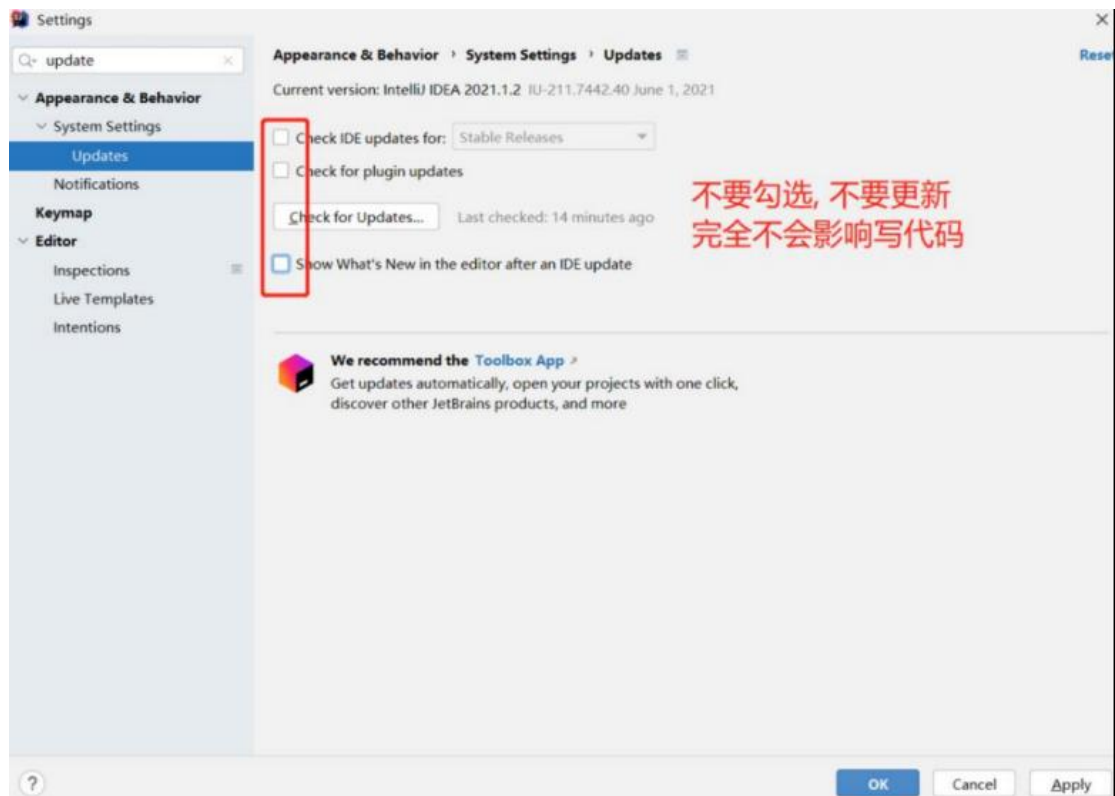 Settings
update
Appearance & Behavior
System Settings
Updates
Notifications
Keymap
Editor
Inspections
Live Templates
Intentions
Appearance & Behavior › System Settings › Updates
Reset
Current version: IntelliJ IDEA 2021.1.2 IU-211.7442.40 June 1, 2021
Check IDE updates for: Stable Releases
Check for plugin updates
Check for Updates... Last checked: 14 minutes ago
Show What's New in the editor after an IDE update
不要勾选, 不要更新
完全不会影响写代码
We recommend the Toolbox App ↗
Get updates automatically, open your projects with one click,
discover other JetBrains products, and more
?
OK Cancel Apply